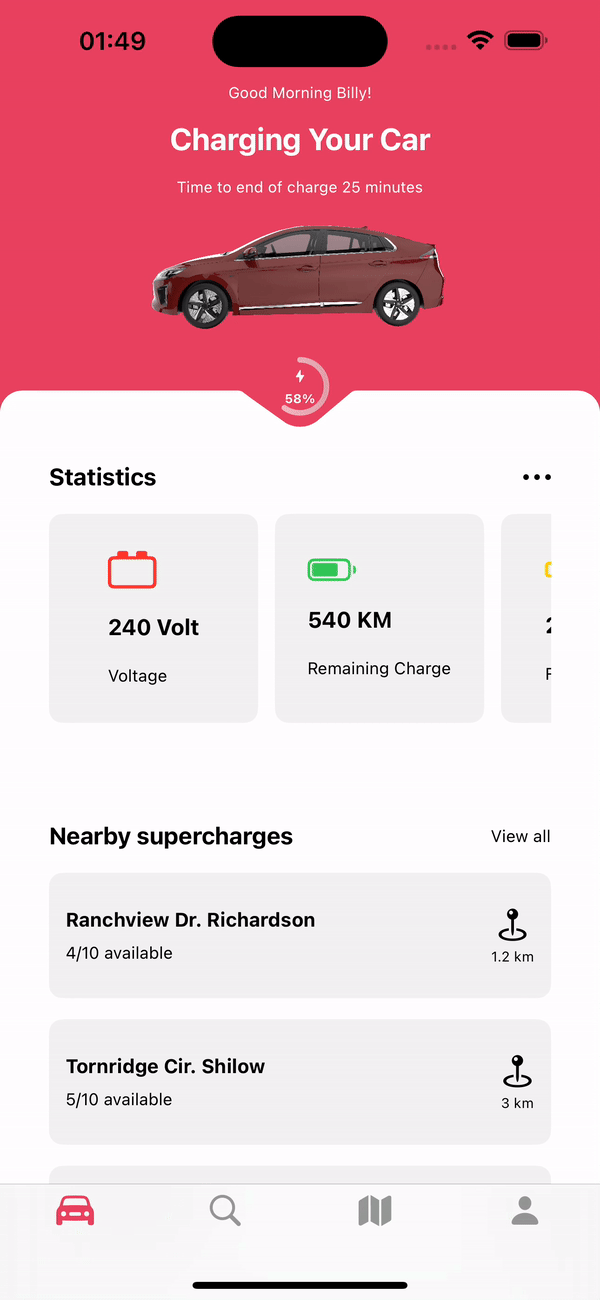 01:49
Good Morning Billy!
Charging Your Car
Time to end of charge 25 minutes
58%
Statistics
240 Volt
Voltage
540 KM
Remaining Charge
Nearby supercharges
View all
Ranchview Dr. Richardson
4/10 available
1.2 km
Tornridge Cir. Shilow
5/10 available
3 km